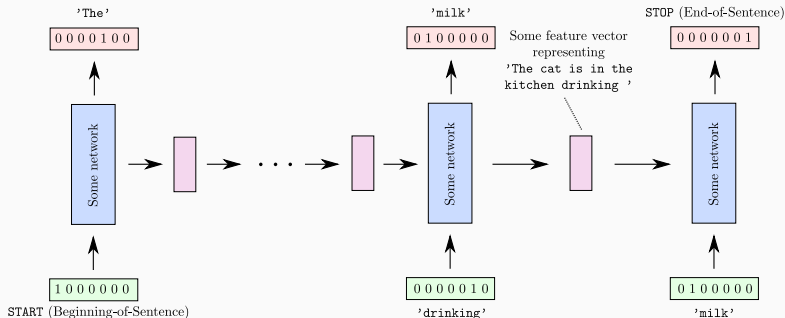 'The'
0 0 0 0 1 0 0
'milk'
0 1 0 0 0 0 0
STOP (End-of-Sentence)
0 0 0 0 0 0 1
Some feature vector
representing
'The cat is in the
kitchen drinking '
Some network
. . .
Some network
Some network
1 0 0 0 0 0 0
START (Beginning-of-Sentence)
0 0 0 0 0 1 0
'drinking'
0 1 0 0 0 0 0
'milk'